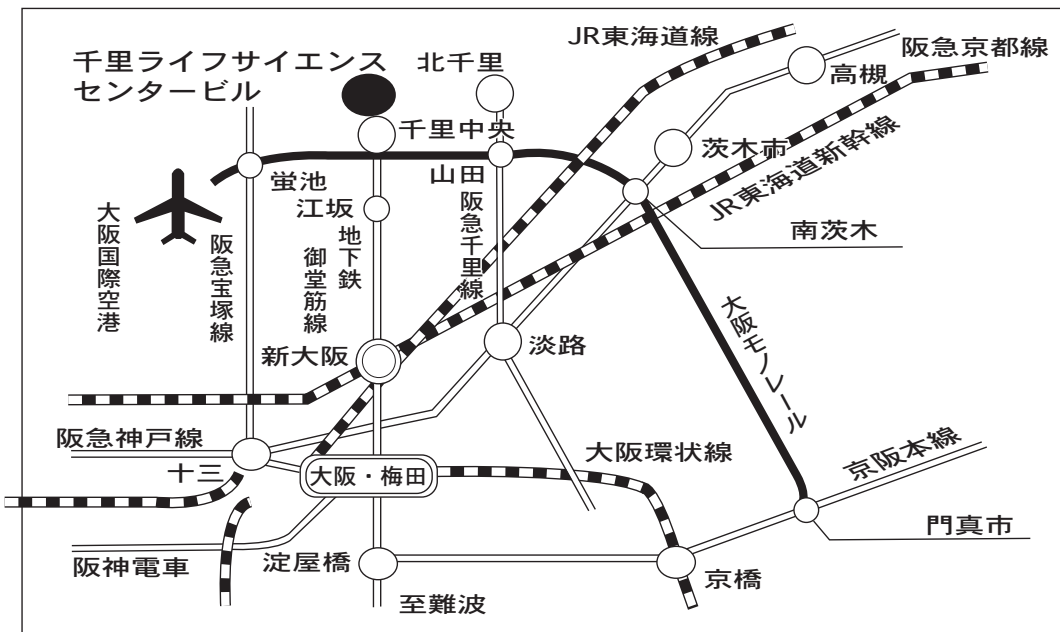 千里ライフサイエンス
センタービル
北千里
JR東海道線
阪急京都線
高槻
千里中央
茨木市
山田
蛍池
江坂
JR東海道新幹線
南茨木
大阪国際空港
阪急宝塚線
地下鉄
御堂筋線
阪急千里線
大阪モノレール
新大阪
淡路
阪急神戸線
十三
大阪・梅田
大阪環状線
京阪本線
門真市
阪神電車
淀屋橋
京橋
至難波